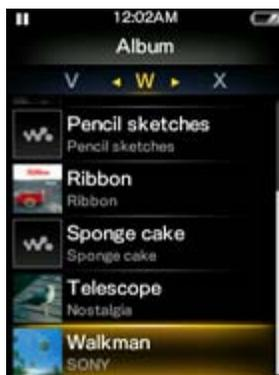 12:02AM
Album
V W X
Pencil sketches
Pencil sketches
Ribbon
Ribbon
Sponge cake
Sponge cake
Telescope
Nostalgia
Walkman
SONY